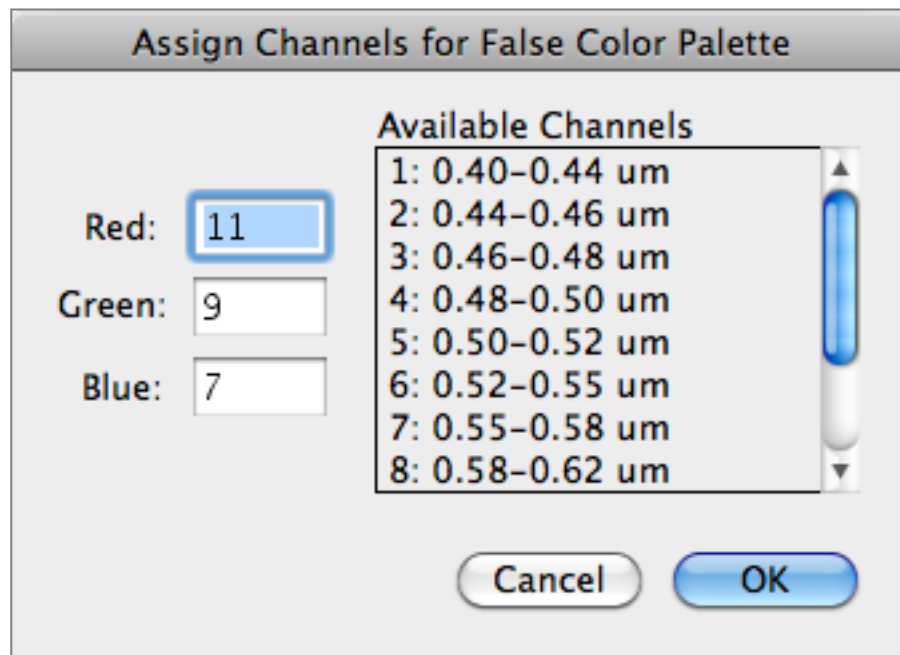 Assign Channels for False Color Palette
Available Channels
Red: 11
Green: 9
Blue: 7
1: 0.40-0.44 um
2: 0.44-0.46 um
3: 0.46-0.48 um
4: 0.48-0.50 um
5: 0.50-0.52 um
6: 0.52-0.55 um
7: 0.55-0.58 um
8: 0.58-0.62 um
Cancel
OK